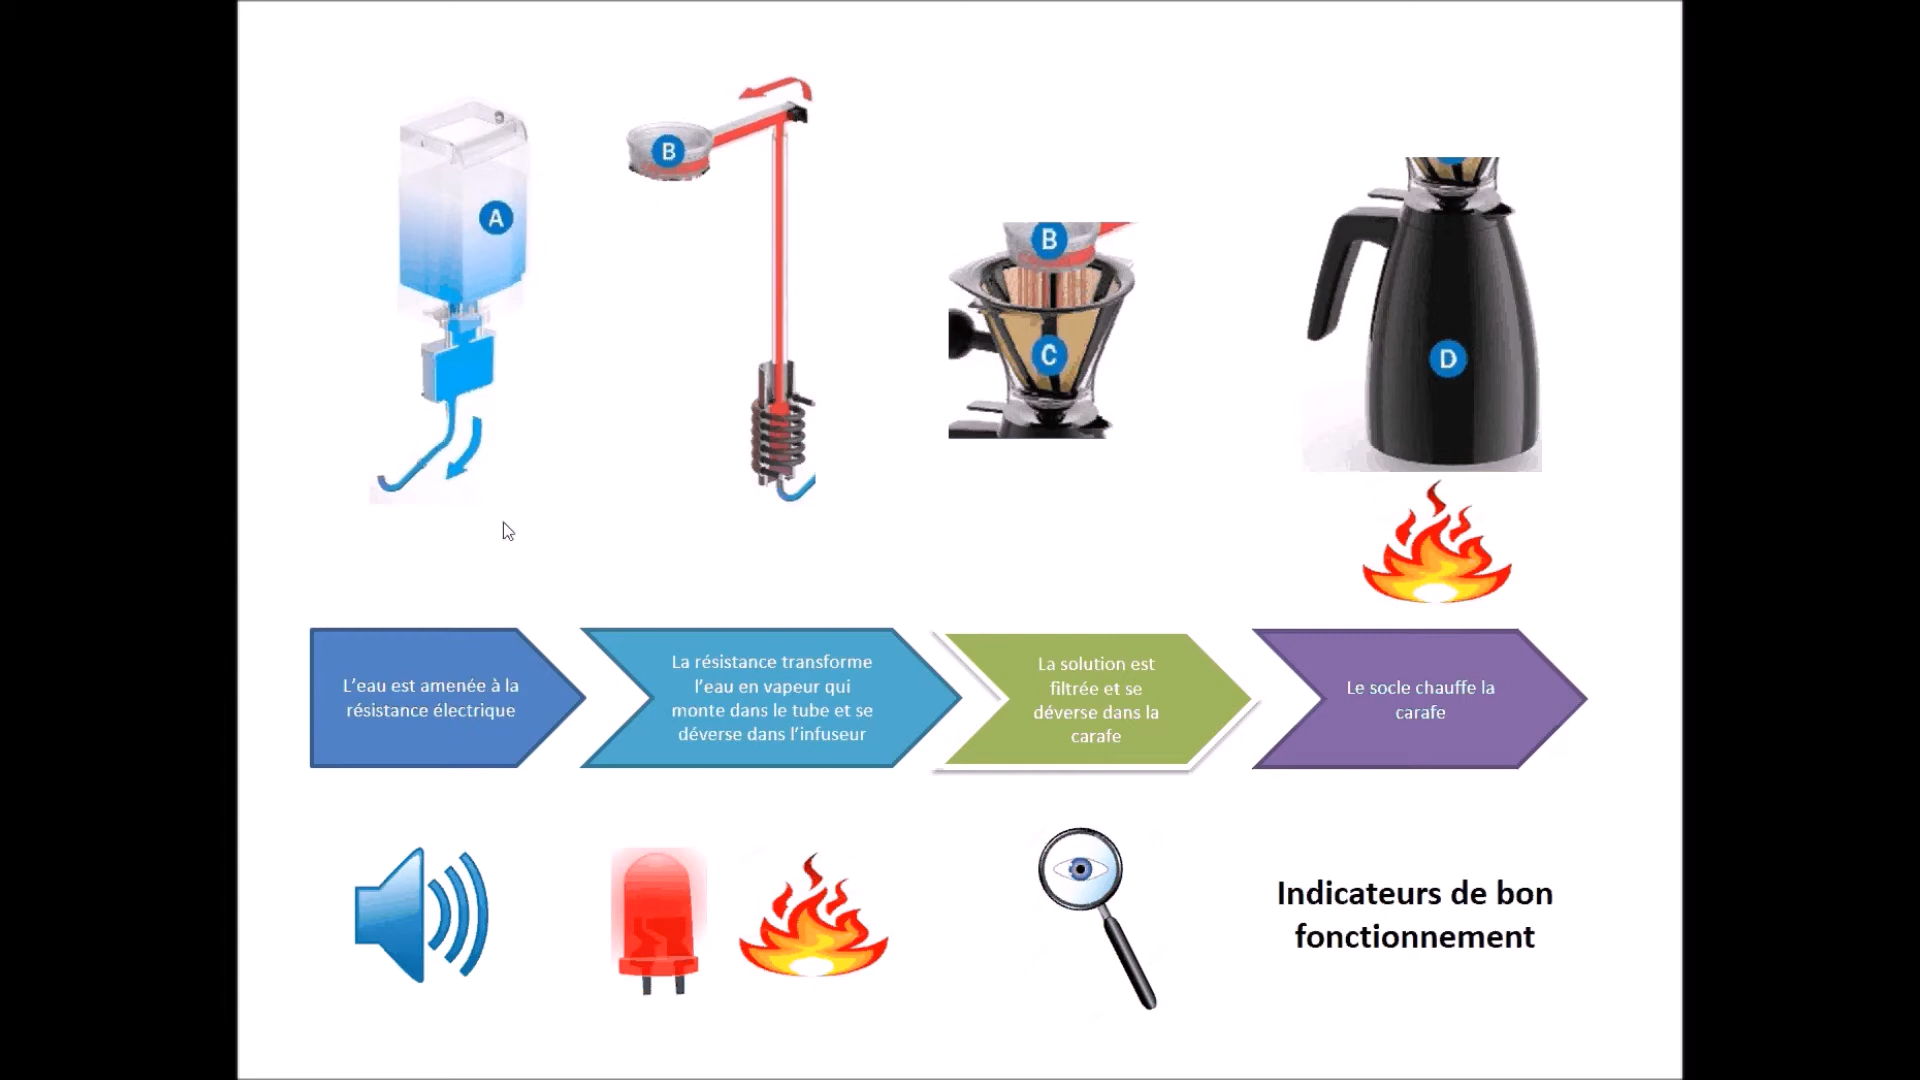 A
B
B
C
D
L'eau est amenée à la
résistance électrique
La résistance transforme
l'eau en vapeur qui
monte dans le tube et se
déverse dans l'infuseur
La solution est
filtrée et se
déverse dans la
carafe
Le socle chauffe la
carafe
Indicateurs de bon
fonctionnement